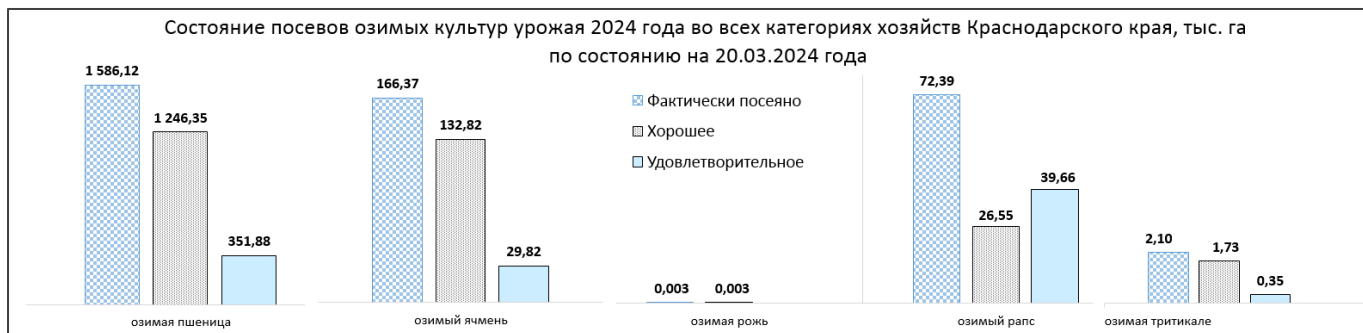 Состояние посевов озимых культур урожая 2024 года во всех категориях хозяйств Краснодарского края, тыс. га
по состоянию на 20.03.2024 года
1 586,12
1 246,35
351,88
озимая пшеница
166,37
132,82
29,82
озимый ячмень
Фактически посеяно
Хорошее
Удовлетворительное
0,003
0,003
озимая рожь
72,39
26,55
39,66
озимый рапс
2,10
1,73
0,35
озимая тритикале